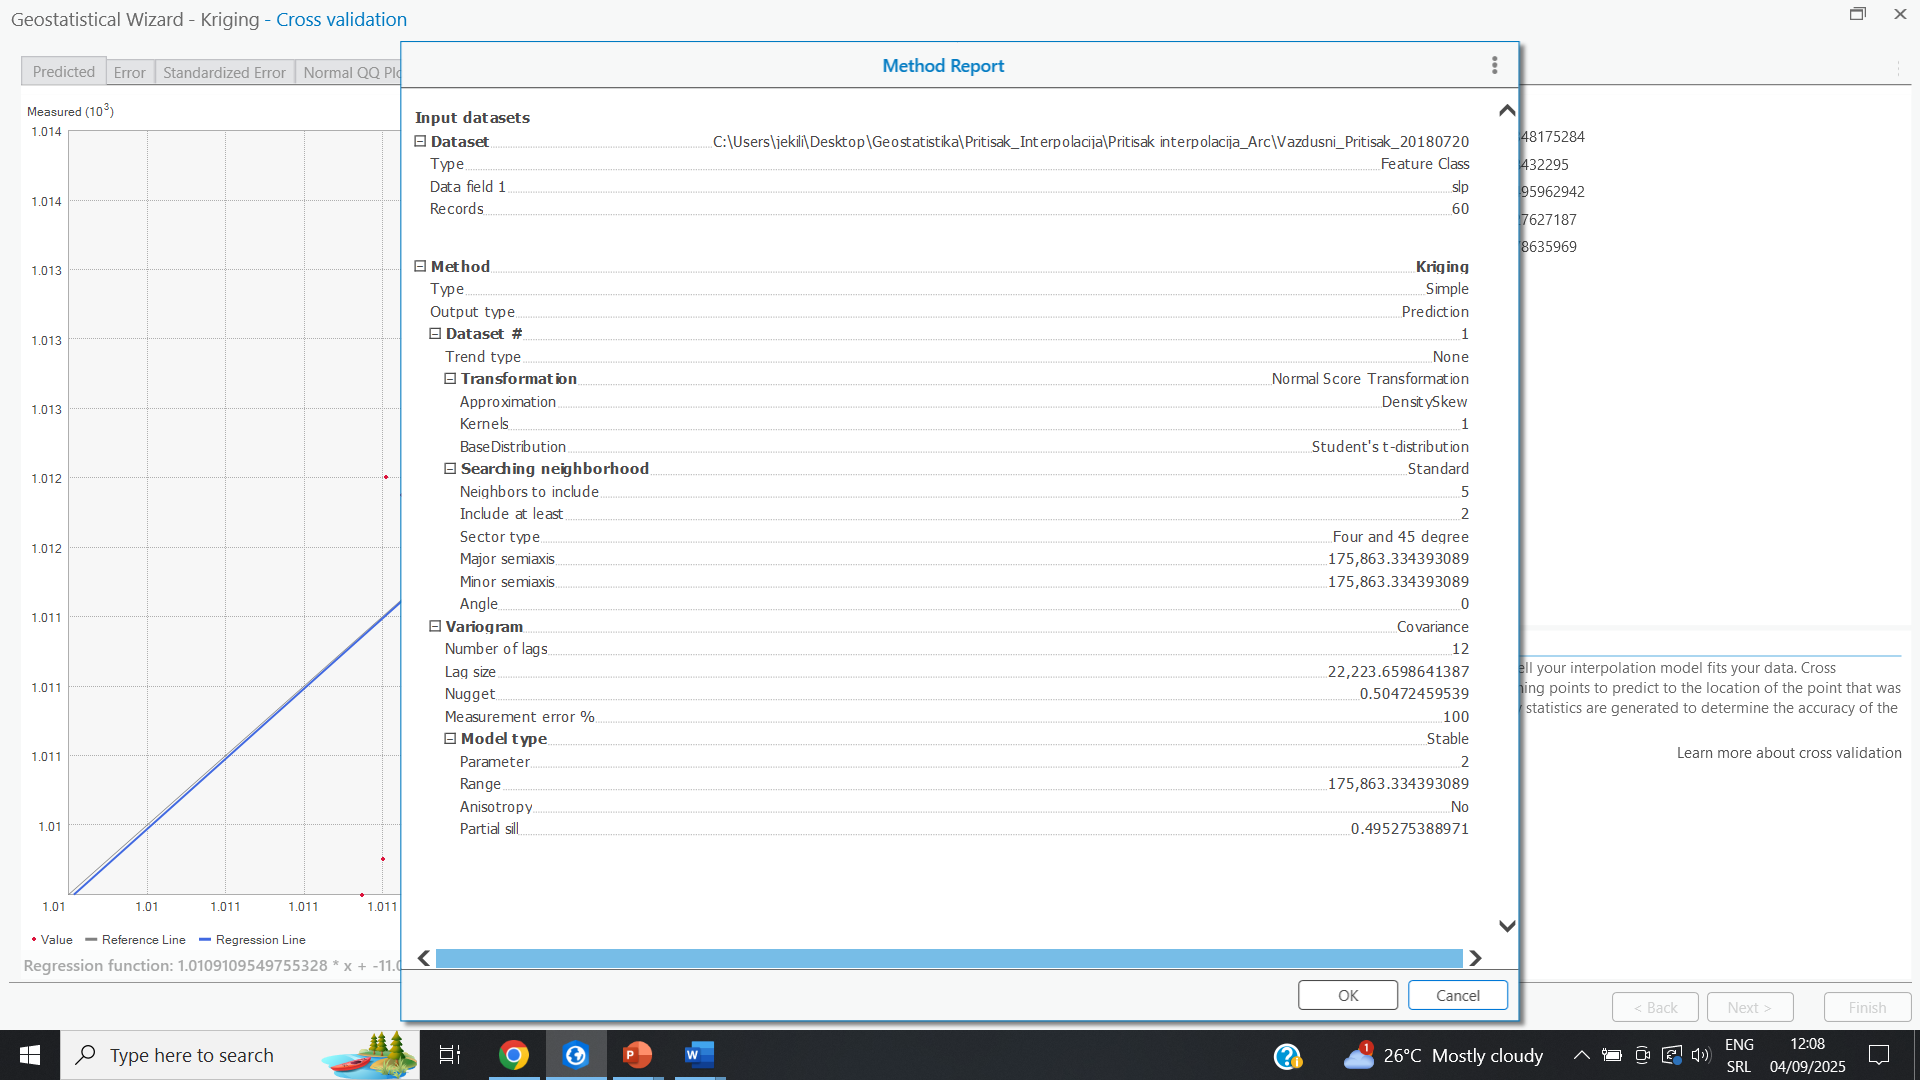 Geostatistical Wizard - Kriging - Cross validation
Predicted Error Standardized Error Normal QQ Plo
Measured (10³)
1.014
1.014
1.013
1.013
1.013
1.012
1.012
1.011
1.011
1.011
1.01
1.01 1.01 1.011 1.011 1.011
Value Reference Line Regression Line
Regression function: 1.0109109549755328 * x + -11.0
Method Report
Input datasets
Dataset C:\Users\jekili\Desktop\Geostatistika\Pritisak_Interpolacija\Pritisak interpolacija_Arc\Vazdusni_Pritisak_20180720
Type Feature Class
Data field 1 slp
Records 60
Method Kriging
Type Simple
Output type Prediction
Dataset # 1
Trend type None
Transformation Normal Score Transformation
Approximation DensitySkew
Kernels 1
BaseDistribution Student's t-distribution
Searching neighborhood Standard
Neighbors to include 5
Include at least 2
Sector type Four and 45 degree
Major semiaxis 175,863.334393089
Minor semiaxis 175,863.334393089
Angle 0
Variogram Covariance
Number of lags 12
Lag size 22,223.6598641387
Nugget 0.50472459539
Measurement error % 100
Model type Stable
Parameter 2
Range 175,863.334393089
Anisotropy No
Partial sill 0.495275388971
OK Cancel
48175284
432295
95962942
7627187
8635969
ell your interpolation model fits your data. Cross
ning points to predict to the location of the point that was
statistics are generated to determine the accuracy of the
Learn more about cross validation
< Back Next > Finish
Type here to search
1
26°C Mostly cloudy
ENG
SRL
12:08
04/09/2025